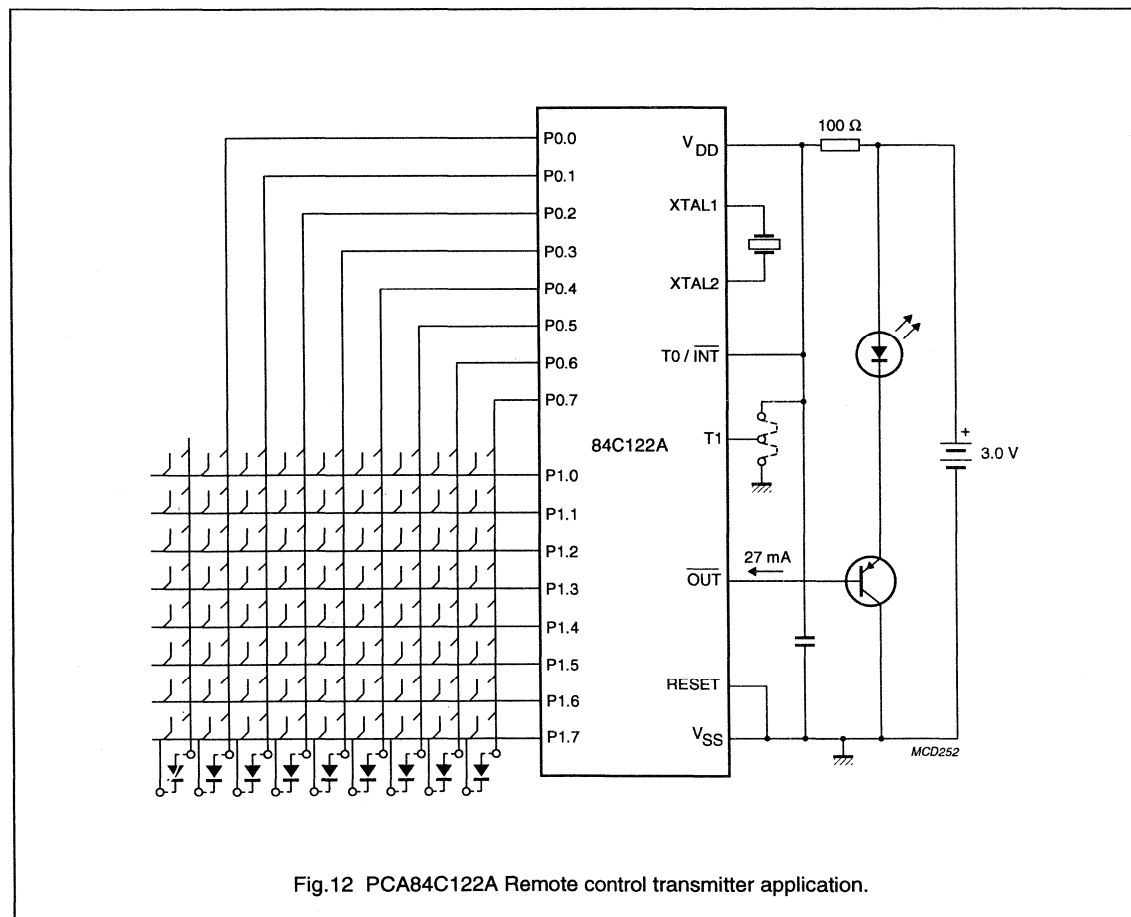 P0.0
P0.1
P0.2
P0.3
P0.4
P0.5
P0.6
P0.7
P1.0
P1.1
P1.2
P1.3
P1.4
P1.5
P1.6
P1.7
84C122A
VDD
XTAL1
XTAL2
T0 / INT
T1
OUT
RESET
VSS
100 Ω
27 mA
+
3.0 V
MCD252
Fig.12 PCA84C122A Remote control transmitter application.